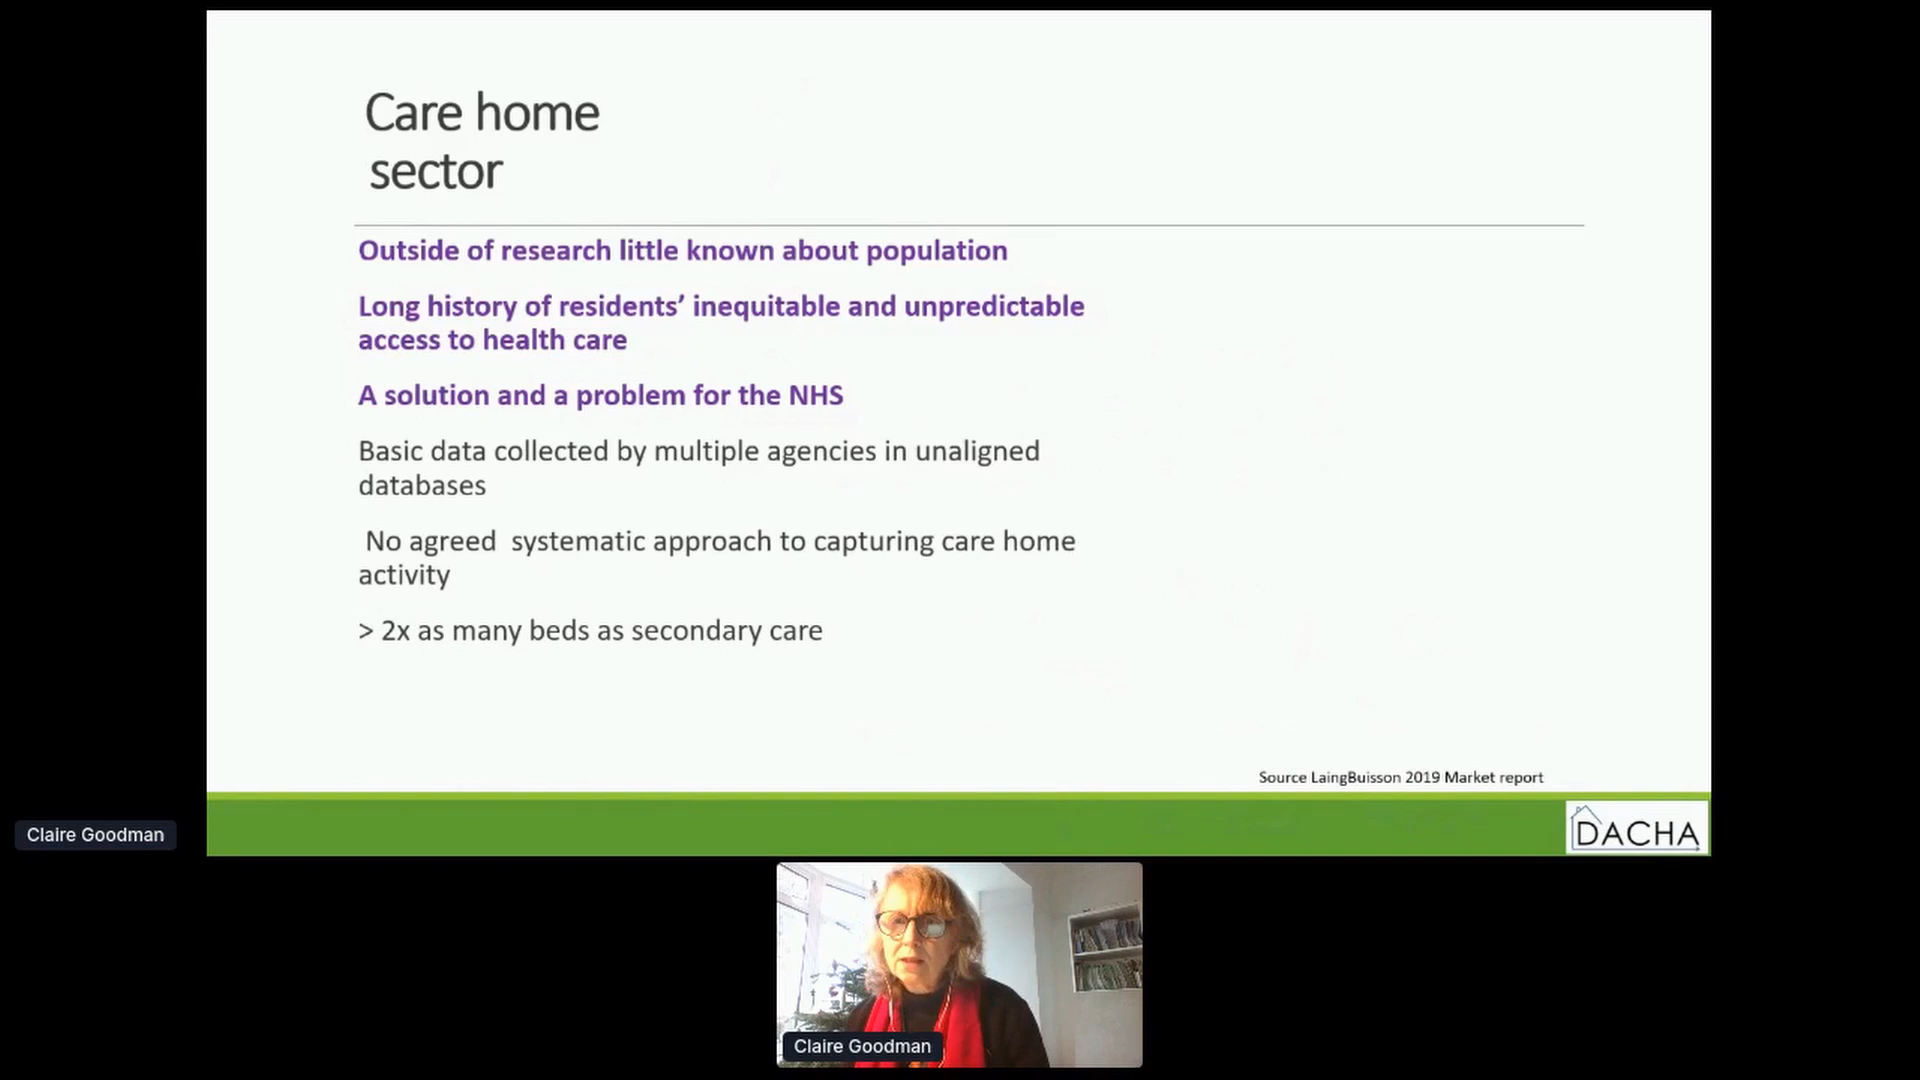 Care home
sector
Outside of research little known about population
Long history of residents’ inequitable and unpredictable
access to health care
A solution and a problem for the NHS
Basic data collected by multiple agencies in unaligned
databases
No agreed  systematic approach to capturing care home
activity
> 2x as many beds as secondary care
Source LaingBuisson 2019 Market report
DACHA
Claire Goodman
Claire Goodman